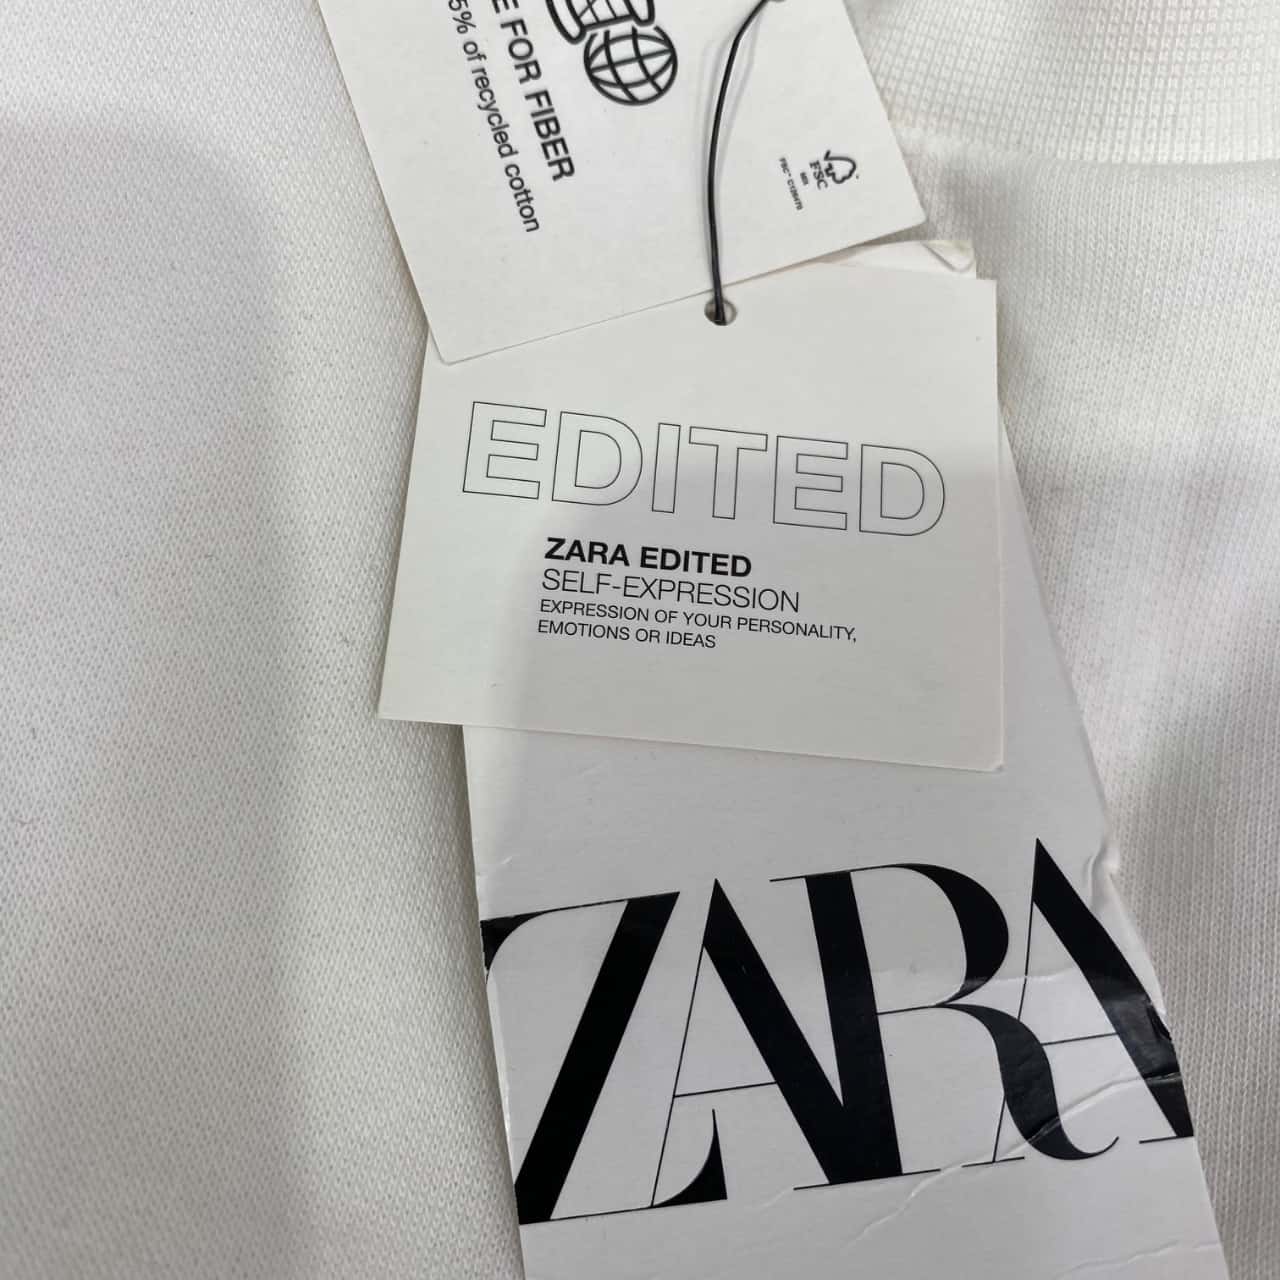 E FOR FIBER
5% of recycled cotton
FSC
MIX
EDITED
ZARA EDITED
SELF-EXPRESSION
EXPRESSION OF YOUR PERSONALITY,
EMOTIONS OR IDEAS
ZARA